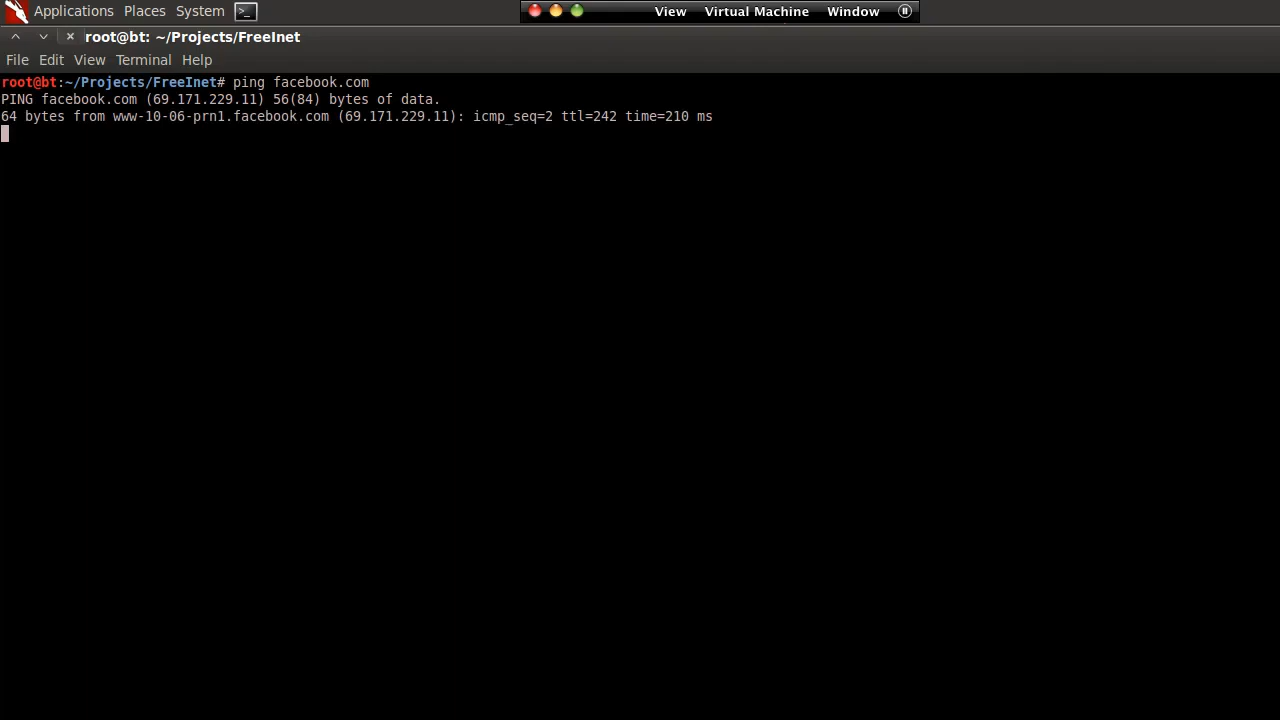 Applications Places System
View Virtual Machine Window
root@bt: ~/Projects/FreeInet
File Edit View Terminal Help
root@bt:~/Projects/FreeInet# ping facebook.com
PING facebook.com (69.171.229.11) 56(84) bytes of data.
64 bytes from www-10-06-prn1.facebook.com (69.171.229.11): icmp_seq=2 ttl=242 time=210 ms